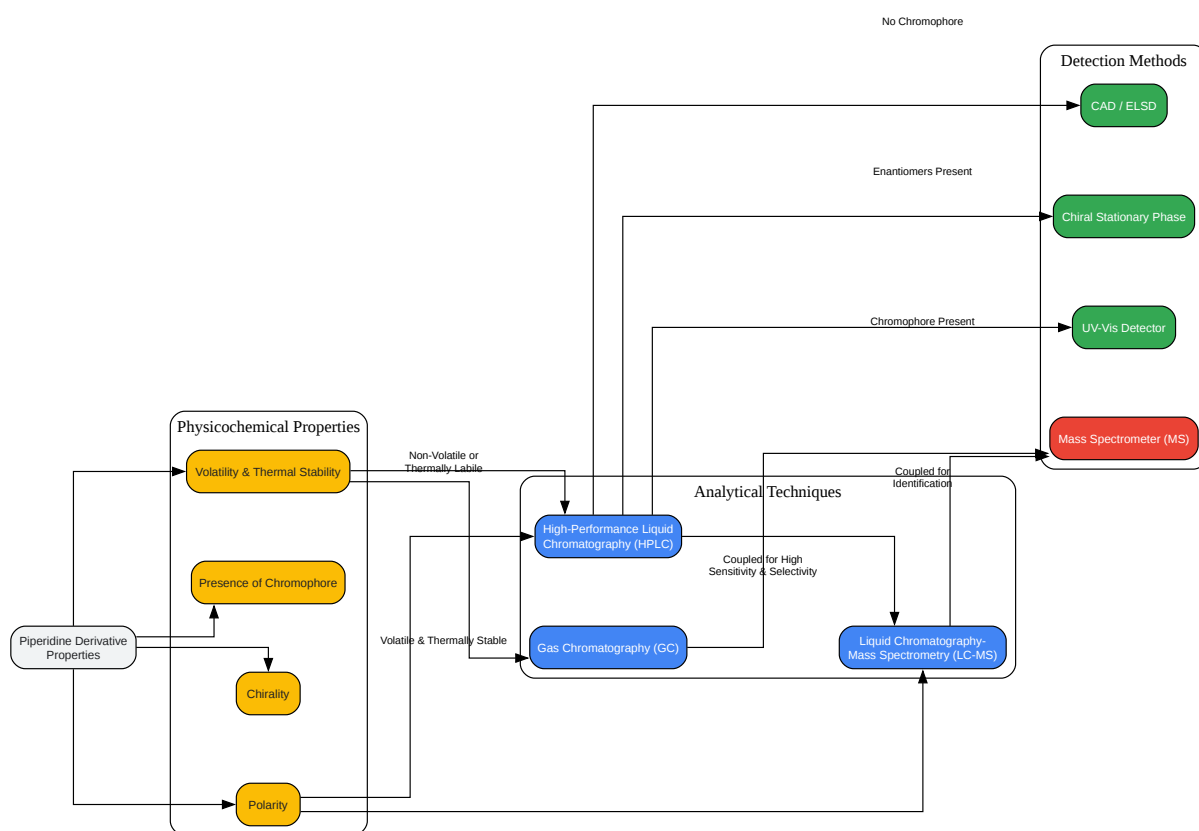 No Chromophore
Detection Methods
CAD / ELSD
Enantiomers Present
Chiral Stationary Phase
Chromophore Present
UV-Vis Detector
Mass Spectrometer (MS)
Physicochemical Properties
Volatility & Thermal Stability
Non-Volatile or
Thermally Labile
Coupled for
Identification
Analytical Techniques
High-Performance Liquid
Chromatography (HPLC)
Coupled for High
Sensitivity & Selectivity
Presence of Chromophore
Piperidine Derivative
Properties
Volatile & Thermally Stable
Gas Chromatography (GC)
Liquid Chromatography-
Mass Spectrometry (LC-MS)
Chirality
Polarity